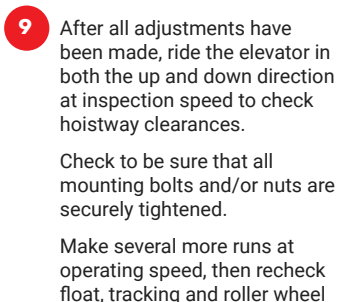 9
After all adjustments have
been made, ride the elevator in
both the up and down direction
at inspection speed to check
hoistway clearances.
Check to be sure that all
mounting bolts and/or nuts are
securely tightened.
Make several more runs at
operating speed, then recheck
float, tracking and roller wheel